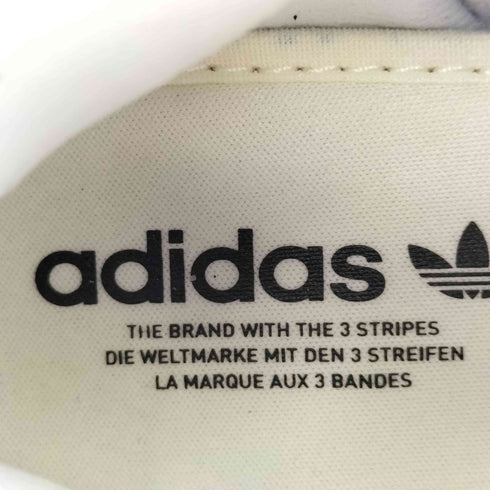 adidas
THE BRAND WITH THE 3 STRIPES
DIE WELTMARKE MIT DEN 3 STREIFEN
LA MARQUE AUX 3 BANDES